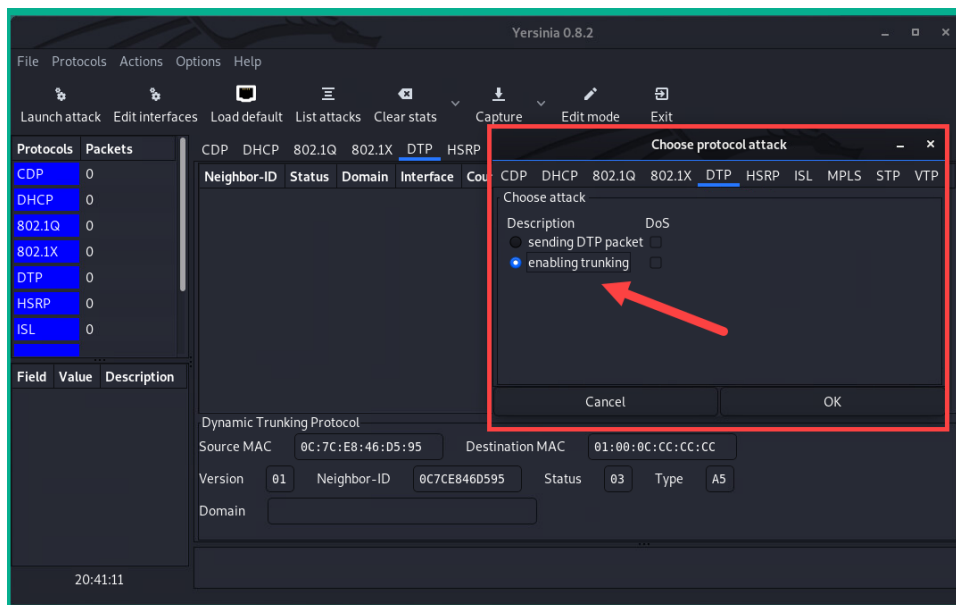 Yersinia 0.8.2
File Protocols Actions Options Help
Launch attack Edit interfaces Load default List attacks Clear stats Capture Edit mode Exit
Protocols Packets
CDP 0
DHCP 0
802.1Q 0
802.1X 0
DTP 0
HSRP 0
ISL 0
Field Value Description
20:41:11
CDP DHCP 802.1Q 802.1X DTP HSRP
Neighbor-ID Status Domain Interface Cou
Choose protocol attack
CDP DHCP 802.1Q 802.1X DTP HSRP ISL MPLS STP VTP
Choose attack
Description DoS
sending DTP packet
enabling trunking
Cancel OK
Dynamic Trunking Protocol
Source MAC 0C:7C:E8:46:D5:95 Destination MAC 01:00:0C:CC:CC:CC
Version 01 Neighbor-ID 0C7CE846D595 Status 03 Type A5
Domain